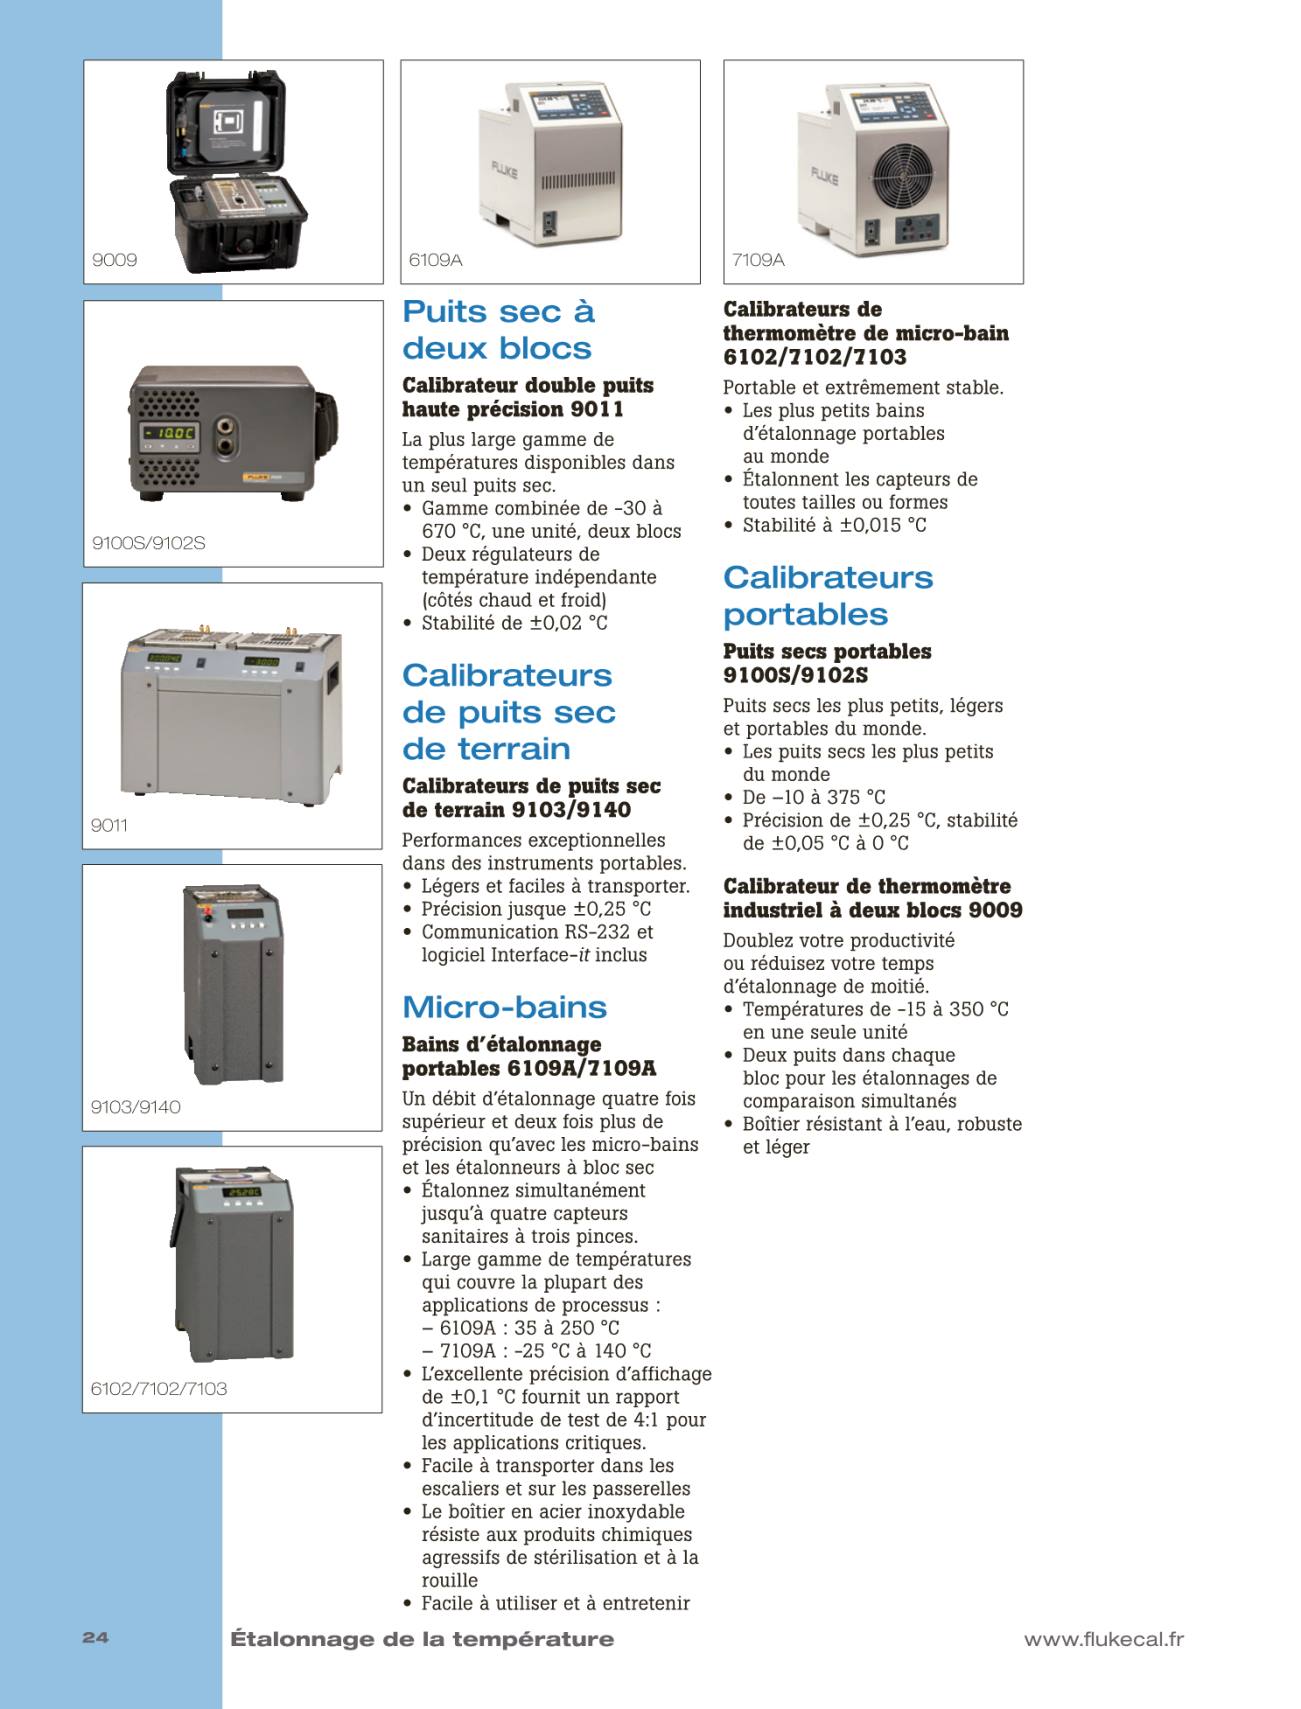 9009
6109A
7109A
9100S/9102S
9011
9103/9140
6102/7102/7103
FLUKE
FLUKE
Puits sec à
deux blocs
Calibrateur double puits
haute précision 9011
La plus large gamme de
températures disponibles dans
un seul puits sec.
• Gamme combinée de -30 à
670 °C, une unité, deux blocs
• Deux régulateurs de
température indépendante
(côtés chaud et froid)
• Stabilité de ±0,02 °C
Calibrateurs
de puits sec
de terrain
Calibrateurs de puits sec
de terrain 9103/9140
Performances exceptionnelles
dans des instruments portables.
• Légers et faciles à transporter.
• Précision jusque ±0,25 °C
• Communication RS-232 et
logiciel Interface-it inclus
Micro-bains
Bains d’étalonnage
portables 6109A/7109A
Un débit d’étalonnage quatre fois
supérieur et deux fois plus de
précision qu’avec les micro-bains
et les étalonneurs à bloc sec
• Étalonnez simultanément
jusqu’à quatre capteurs
sanitaires à trois pinces.
• Large gamme de températures
qui couvre la plupart des
applications de processus :
– 6109A : 35 à 250 °C
– 7109A : -25 °C à 140 °C
• L’excellente précision d’affichage
de ±0,1 °C fournit un rapport
d’incertitude de test de 4:1 pour
les applications critiques.
• Facile à transporter dans les
escaliers et sur les passerelles
• Le boîtier en acier inoxydable
résiste aux produits chimiques
agressifs de stérilisation et à la
rouille
• Facile à utiliser et à entretenir
Calibrateurs de
thermomètre de micro-bain
6102/7102/7103
Portable et extrêmement stable.
• Les plus petits bains
d’étalonnage portables
au monde
• Étalonnent les capteurs de
toutes tailles ou formes
• Stabilité à ±0,015 °C
Calibrateurs
portables
Puits secs portables
9100S/9102S
Puits secs les plus petits, légers
et portables du monde.
• Les puits secs les plus petits
du monde
• De –10 à 375 °C
• Précision de ±0,25 °C, stabilité
de ±0,05 °C à 0 °C
Calibrateur de thermomètre
industriel à deux blocs 9009
Doublez votre productivité
ou réduisez votre temps
d’étalonnage de moitié.
• Températures de -15 à 350 °C
en une seule unité
• Deux puits dans chaque
bloc pour les étalonnages de
comparaison simultanés
• Boîtier résistant à l’eau, robuste
et léger
24
Étalonnage de la température
www.flukecal.fr